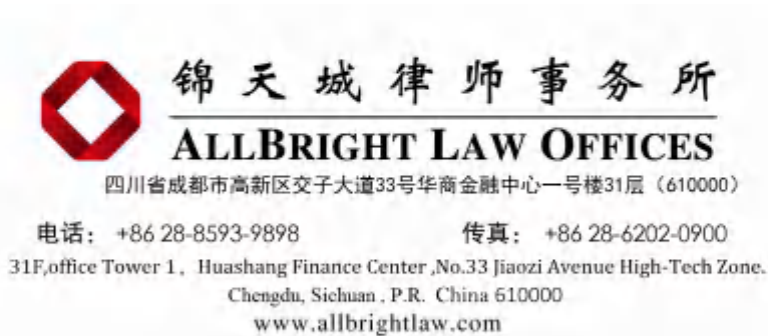 锦天城律师事务所
ALLBRIGHT LAW OFFICES
四川省成都市高新区交子大道33号华商金融中心一号楼31层（610000）
电话： +86 28-8593-9898 传真： +86 28-6202-0900
31F,office Tower 1，Huashang Finance Center ,No.33 Jiaozi Avenue High-Tech Zone.
Chengdu, Sichuan , P.R. China 610000
www.allbrightlaw.com